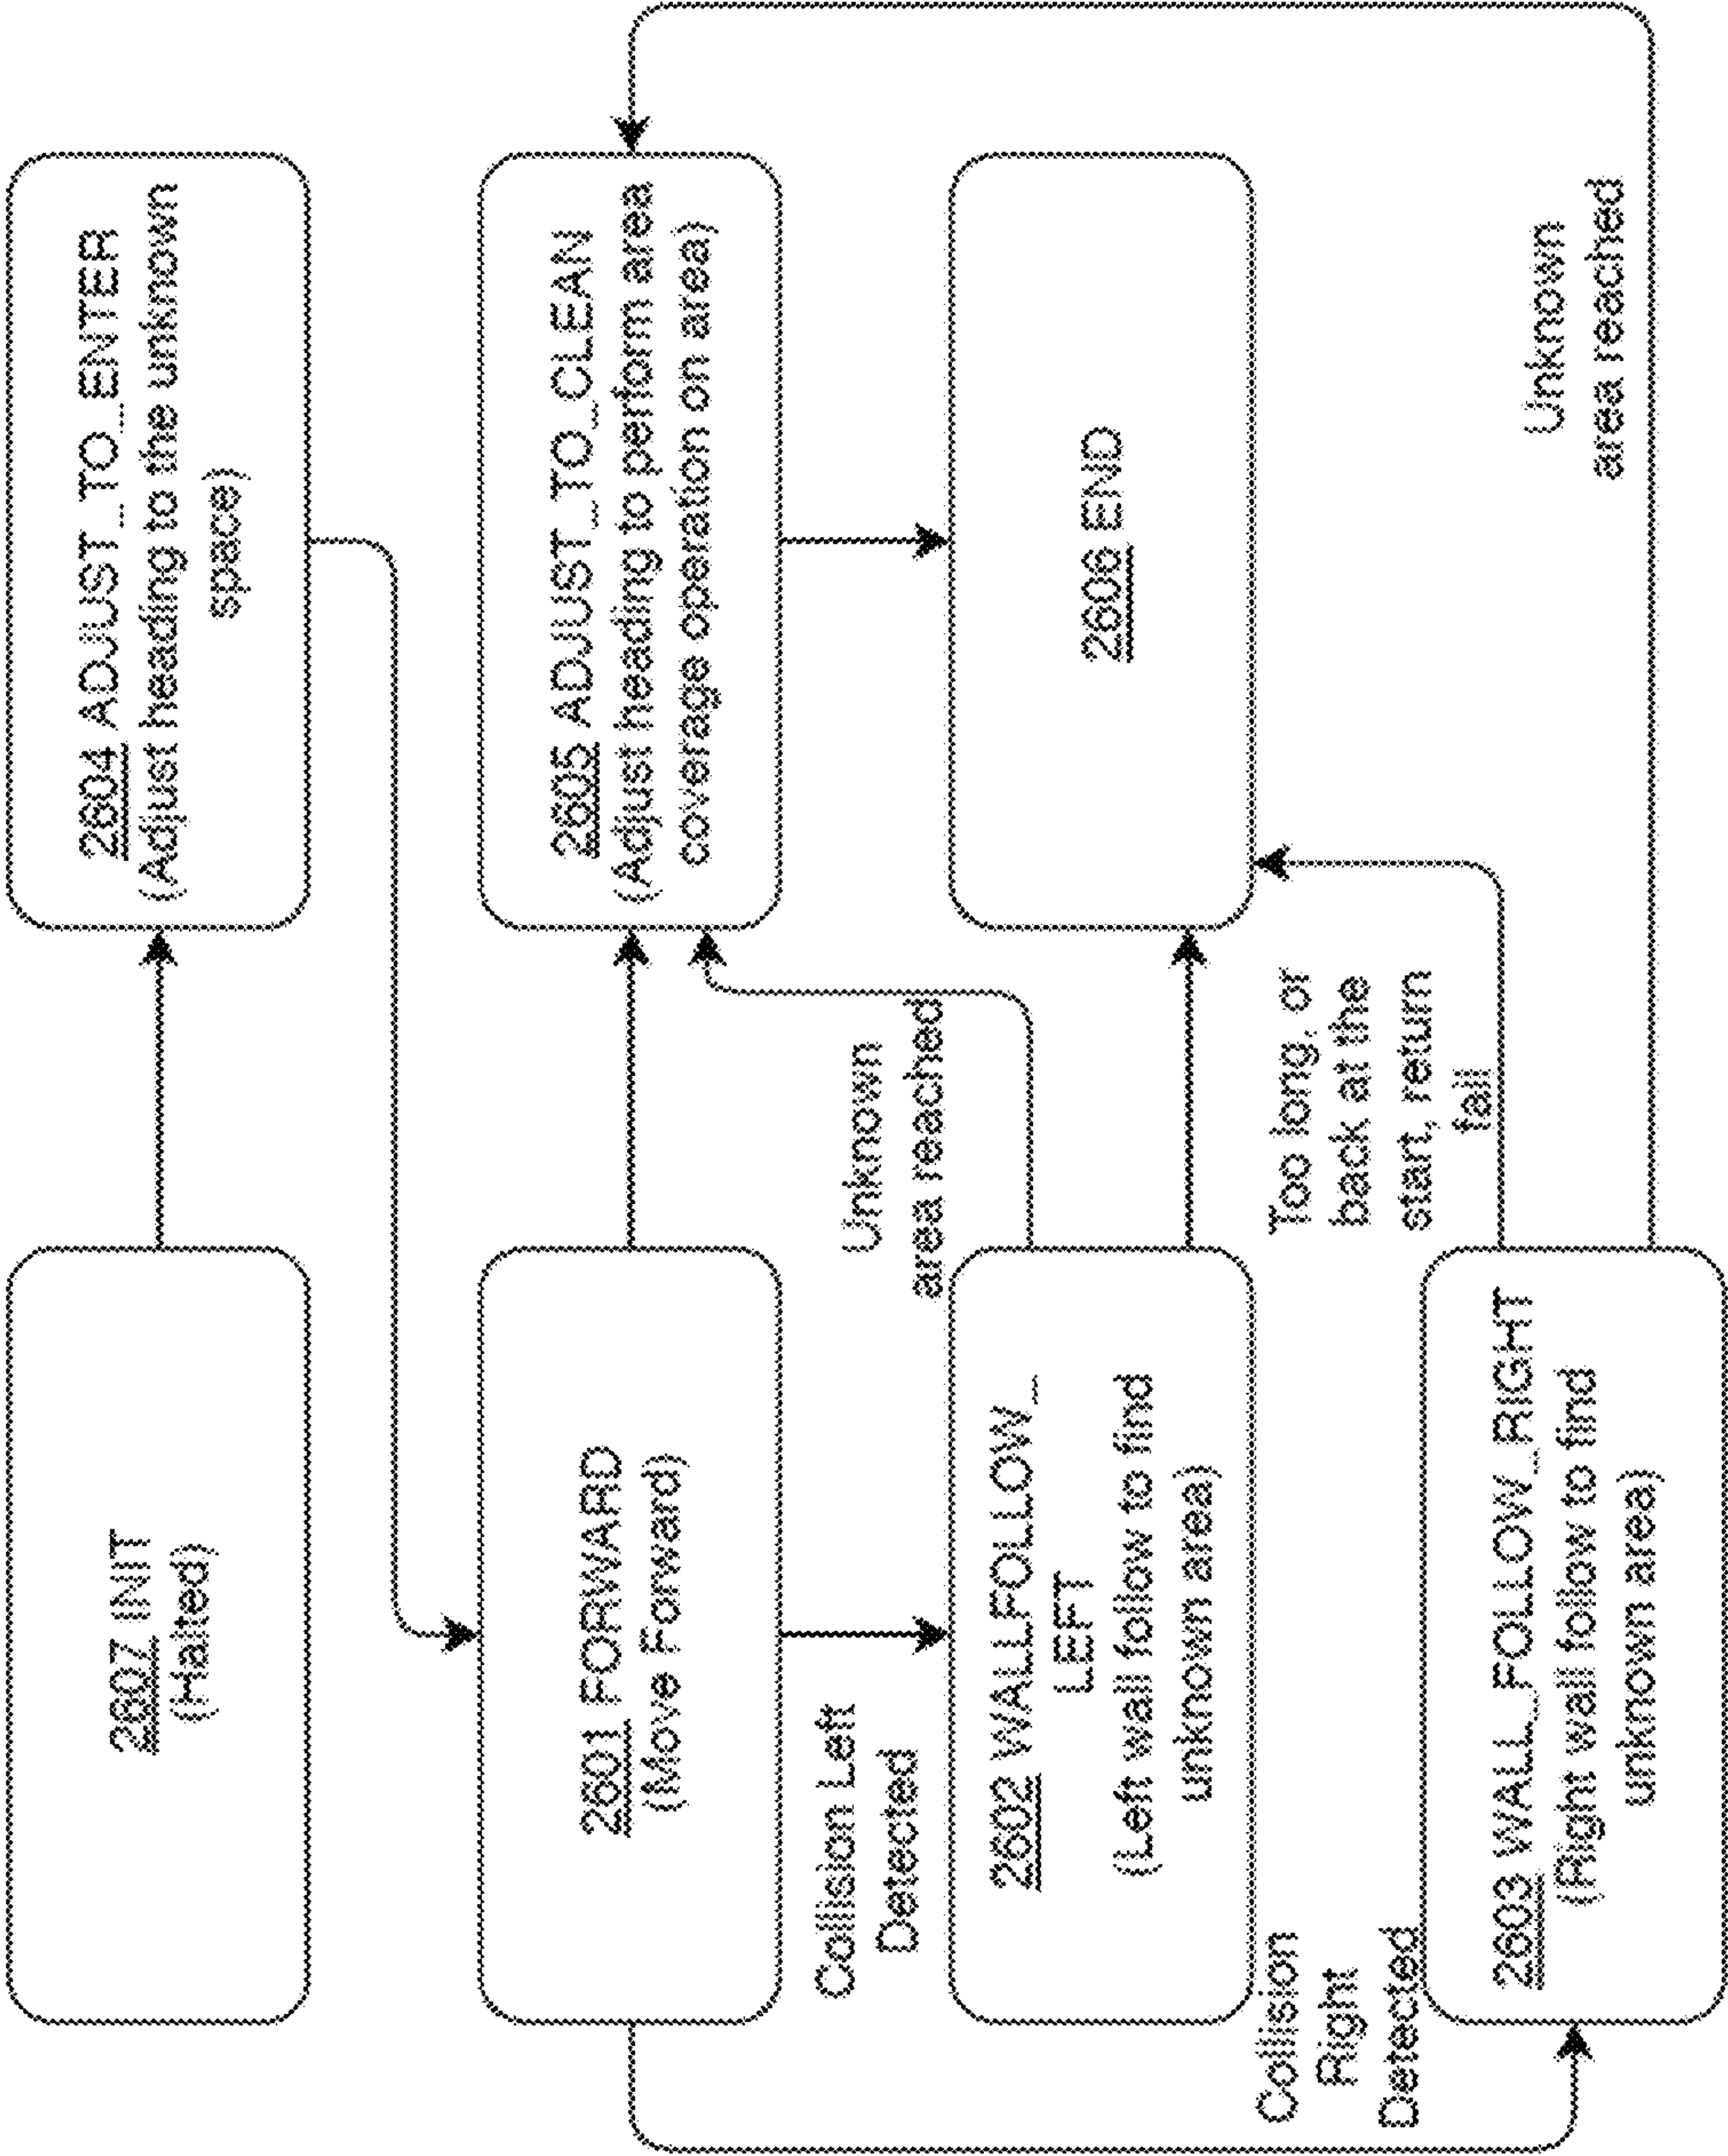 2607 INIT
(Halted)
2604 ADJUST_TO_ENTER
(Adjust heading to the unknown
space)
2601 FORWARD
(Move Forward)
2605 ADJUST_TO_CLEAN
(Adjust heading to perform area
coverage operation on area)
Collision Left
Detected
Unknown
area reached
2602 WALLFOLLOW_
LEFT
(Left wall follow to find
unknown area)
2606 END
Collision
Right
Detected
Too long, or
back at the
start, return
fail
Unknown
area reached
2603 WALL_FOLLOW_RIGHT
(Right wall follow to find
unknown area)